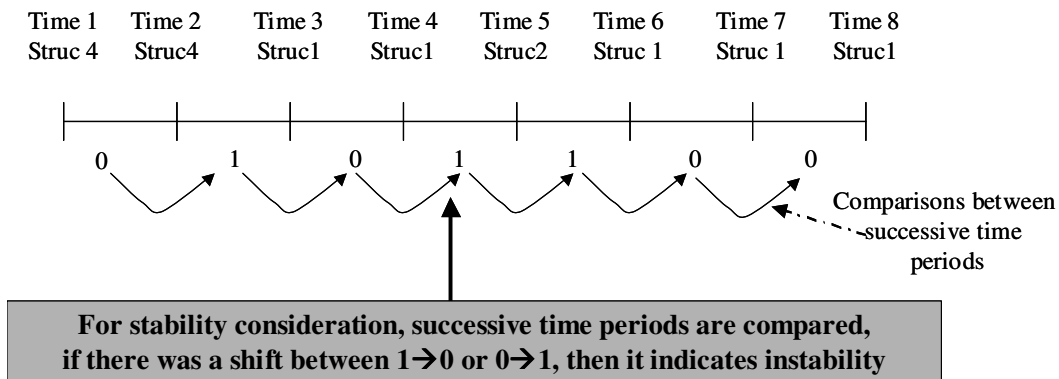 Time 1 Time 2 Time 3 Time 4 Time 5 Time 6 Time 7 Time 8
Struc 4 Struc4 Struc1 Struc1 Struc2 Struc 1 Struc 1 Struc1
0 1 0 1 1 0 0
Comparisons between
successive time
periods
For stability consideration, successive time periods are compared,
if there was a shift between 1→0 or 0→1, then it indicates instability